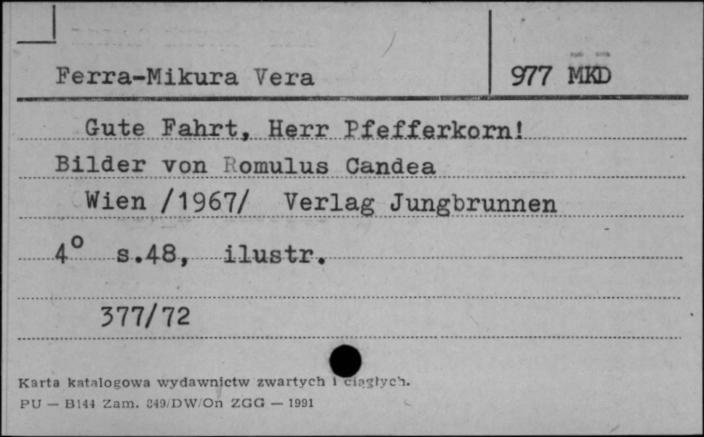 Ferra-Mikura Vera
977 MKD
Gute Fahrt, Herr Pfefferkorn!
Bilder von Romulus Candea
Wien /1967/ Verlag Jungbrunnen
4° s.48, ilustr.
377/72
Karta katalogowa wydawnictw zwartych i ciągłych.
PU — B144 Zam. 849/DW/On ZGG — 1991